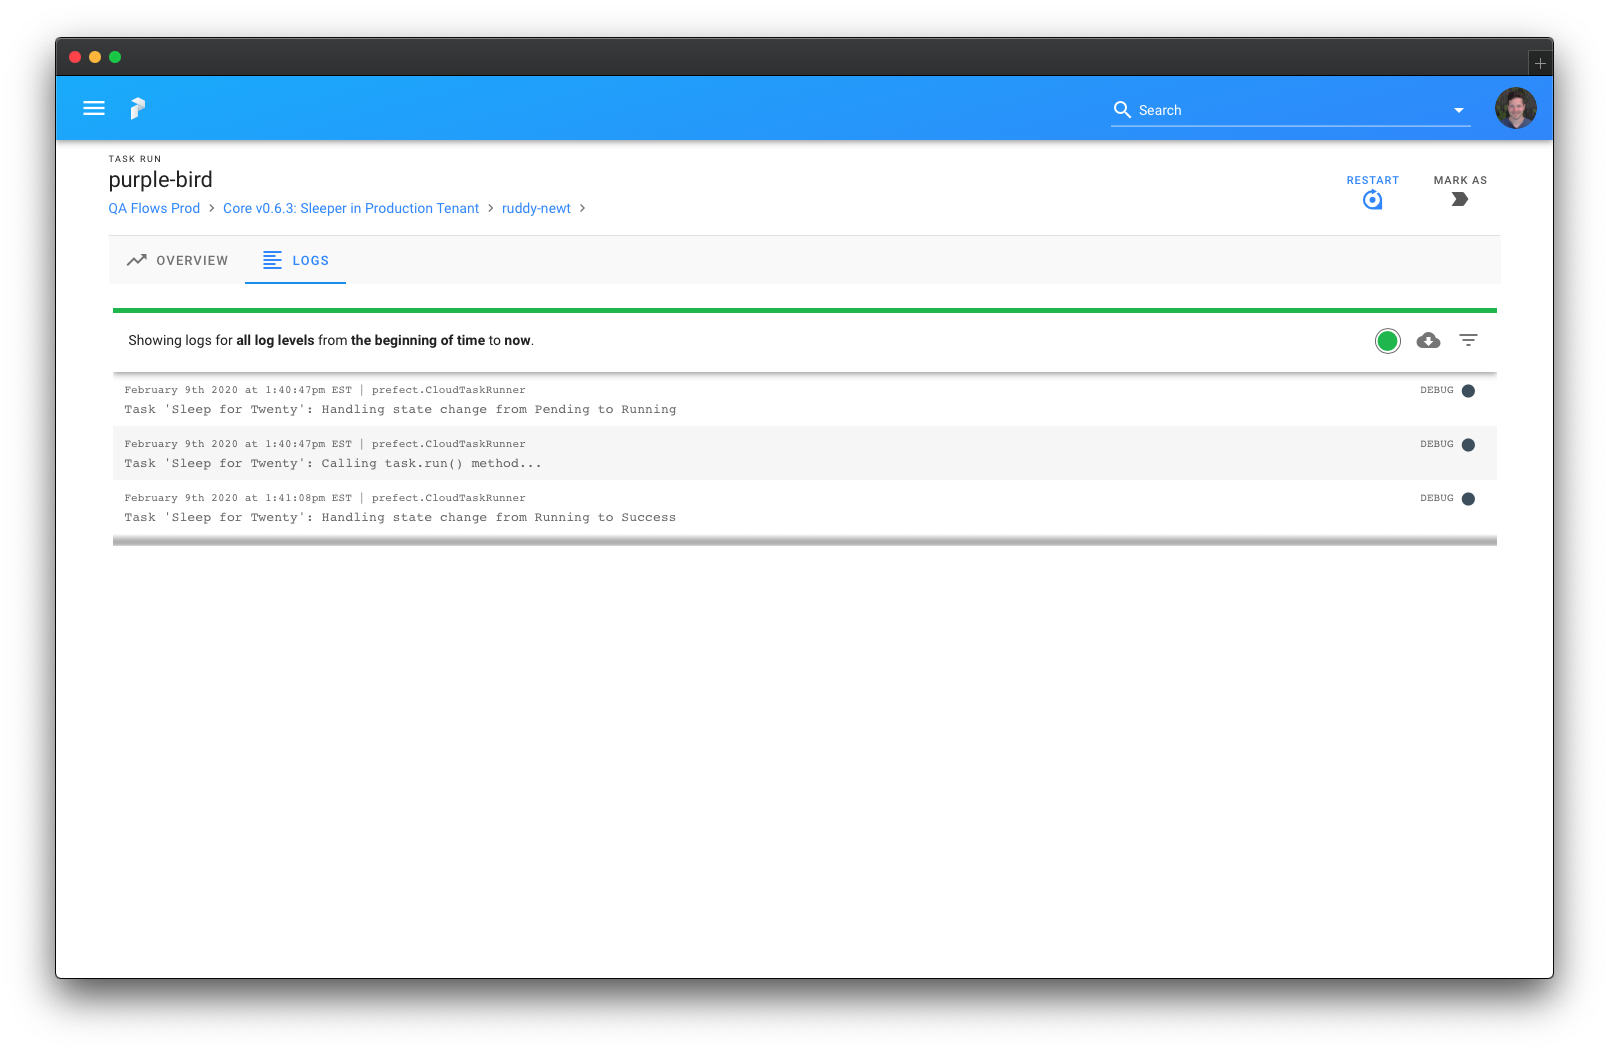 Search
TASK RUN
purple-bird
QA Flows Prod > Core v0.6.3: Sleeper in Production Tenant > ruddy-newt >
RESTART
MARK AS
OVERVIEW
LOGS
Showing logs for all log levels from the beginning of time to now.
February 9th 2020 at 1:40:47pm EST | prefect.CloudTaskRunner
DEBUG
Task 'Sleep for Twenty': Handling state change from Pending to Running
February 9th 2020 at 1:40:47pm EST | prefect.CloudTaskRunner
DEBUG
Task 'Sleep for Twenty': Calling task.run() method...
February 9th 2020 at 1:41:08pm EST | prefect.CloudTaskRunner
DEBUG
Task 'Sleep for Twenty': Handling state change from Running to Success